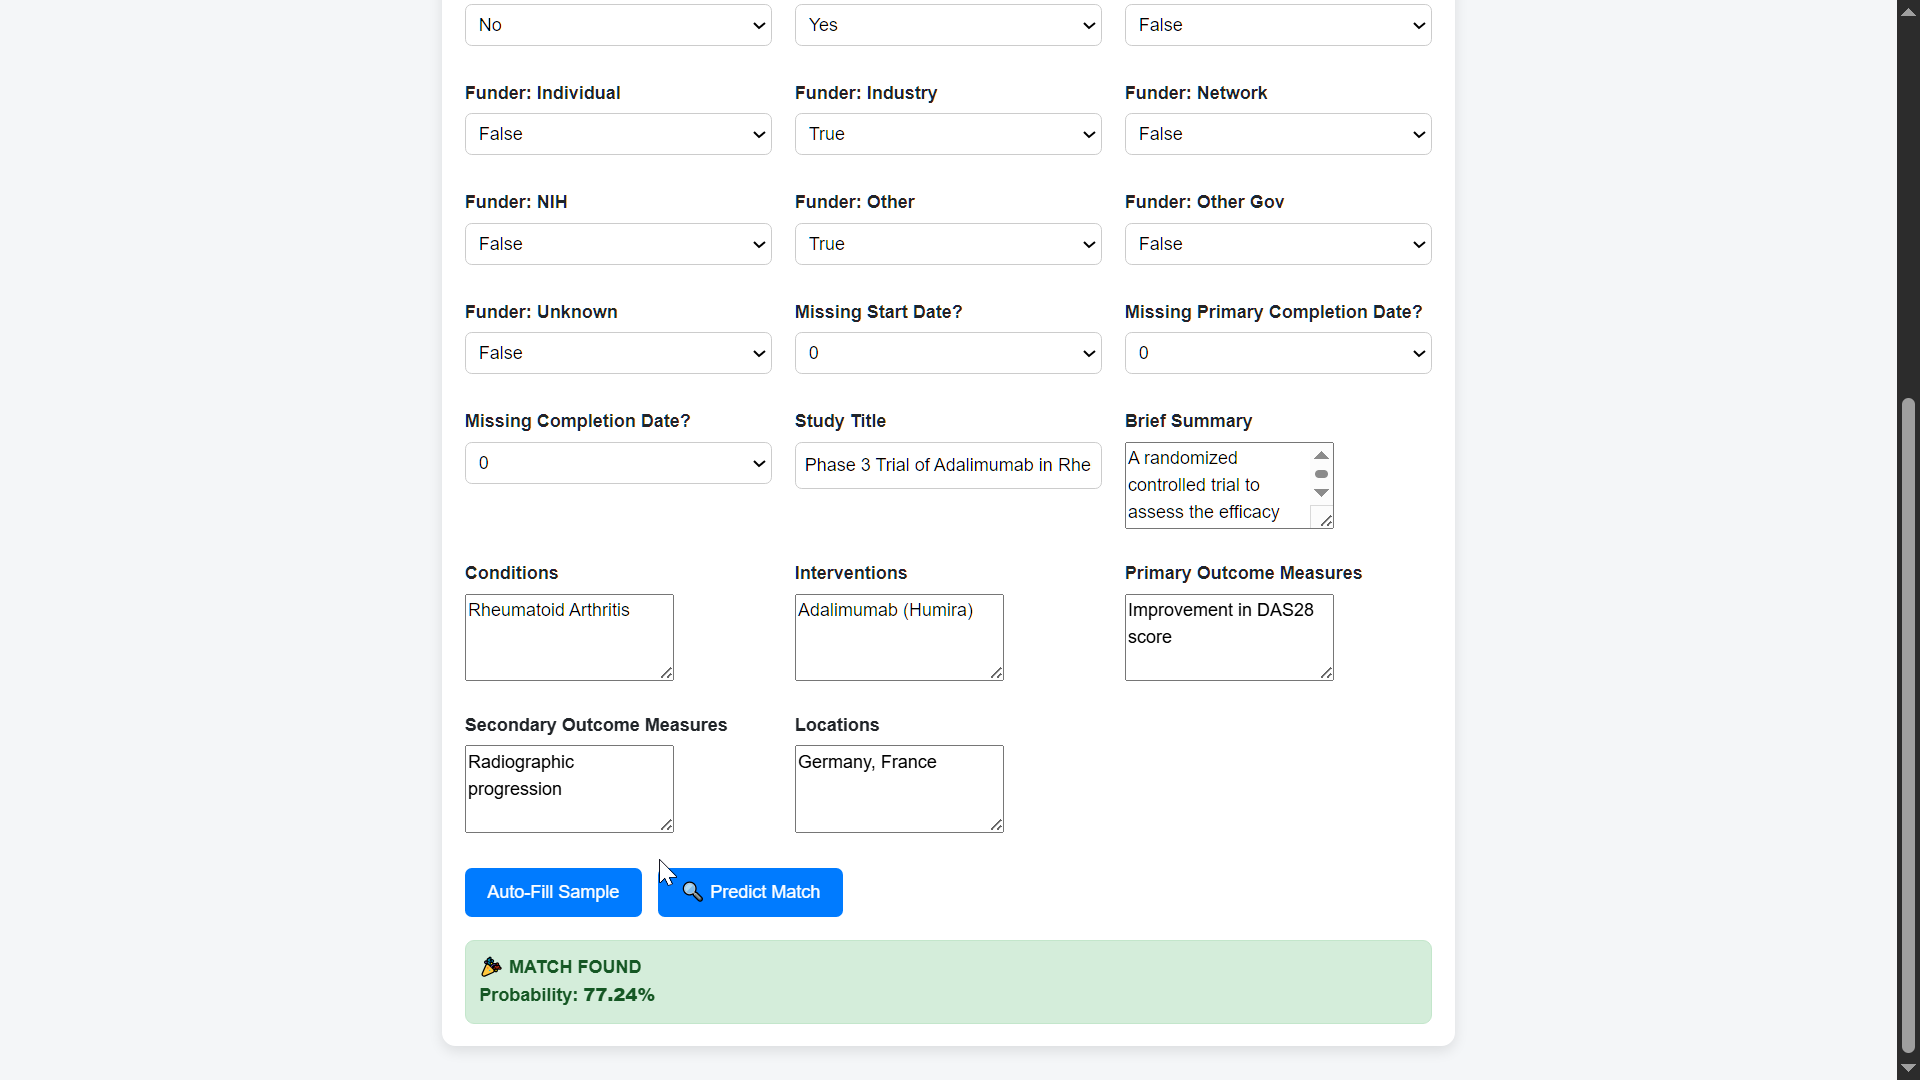 No
Yes
False
Funder: Individual
Funder: Industry
Funder: Network
False
True
False
Funder: NIH
Funder: Other
Funder: Other Gov
False
True
False
Funder: Unknown
Missing Start Date?
Missing Primary Completion Date?
False
0
0
Missing Completion Date?
Study Title
Brief Summary
0
Phase 3 Trial of Adalimumab in Rhe
A randomized
controlled trial to
assess the efficacy
Conditions
Interventions
Primary Outcome Measures
Rheumatoid Arthritis
Adalimumab (Humira)
Improvement in DAS28
score
Secondary Outcome Measures
Locations
Radiographic
progression
Germany, France
Auto-Fill Sample
🔍 Predict Match
🎉 MATCH FOUND
Probability: 77.24%